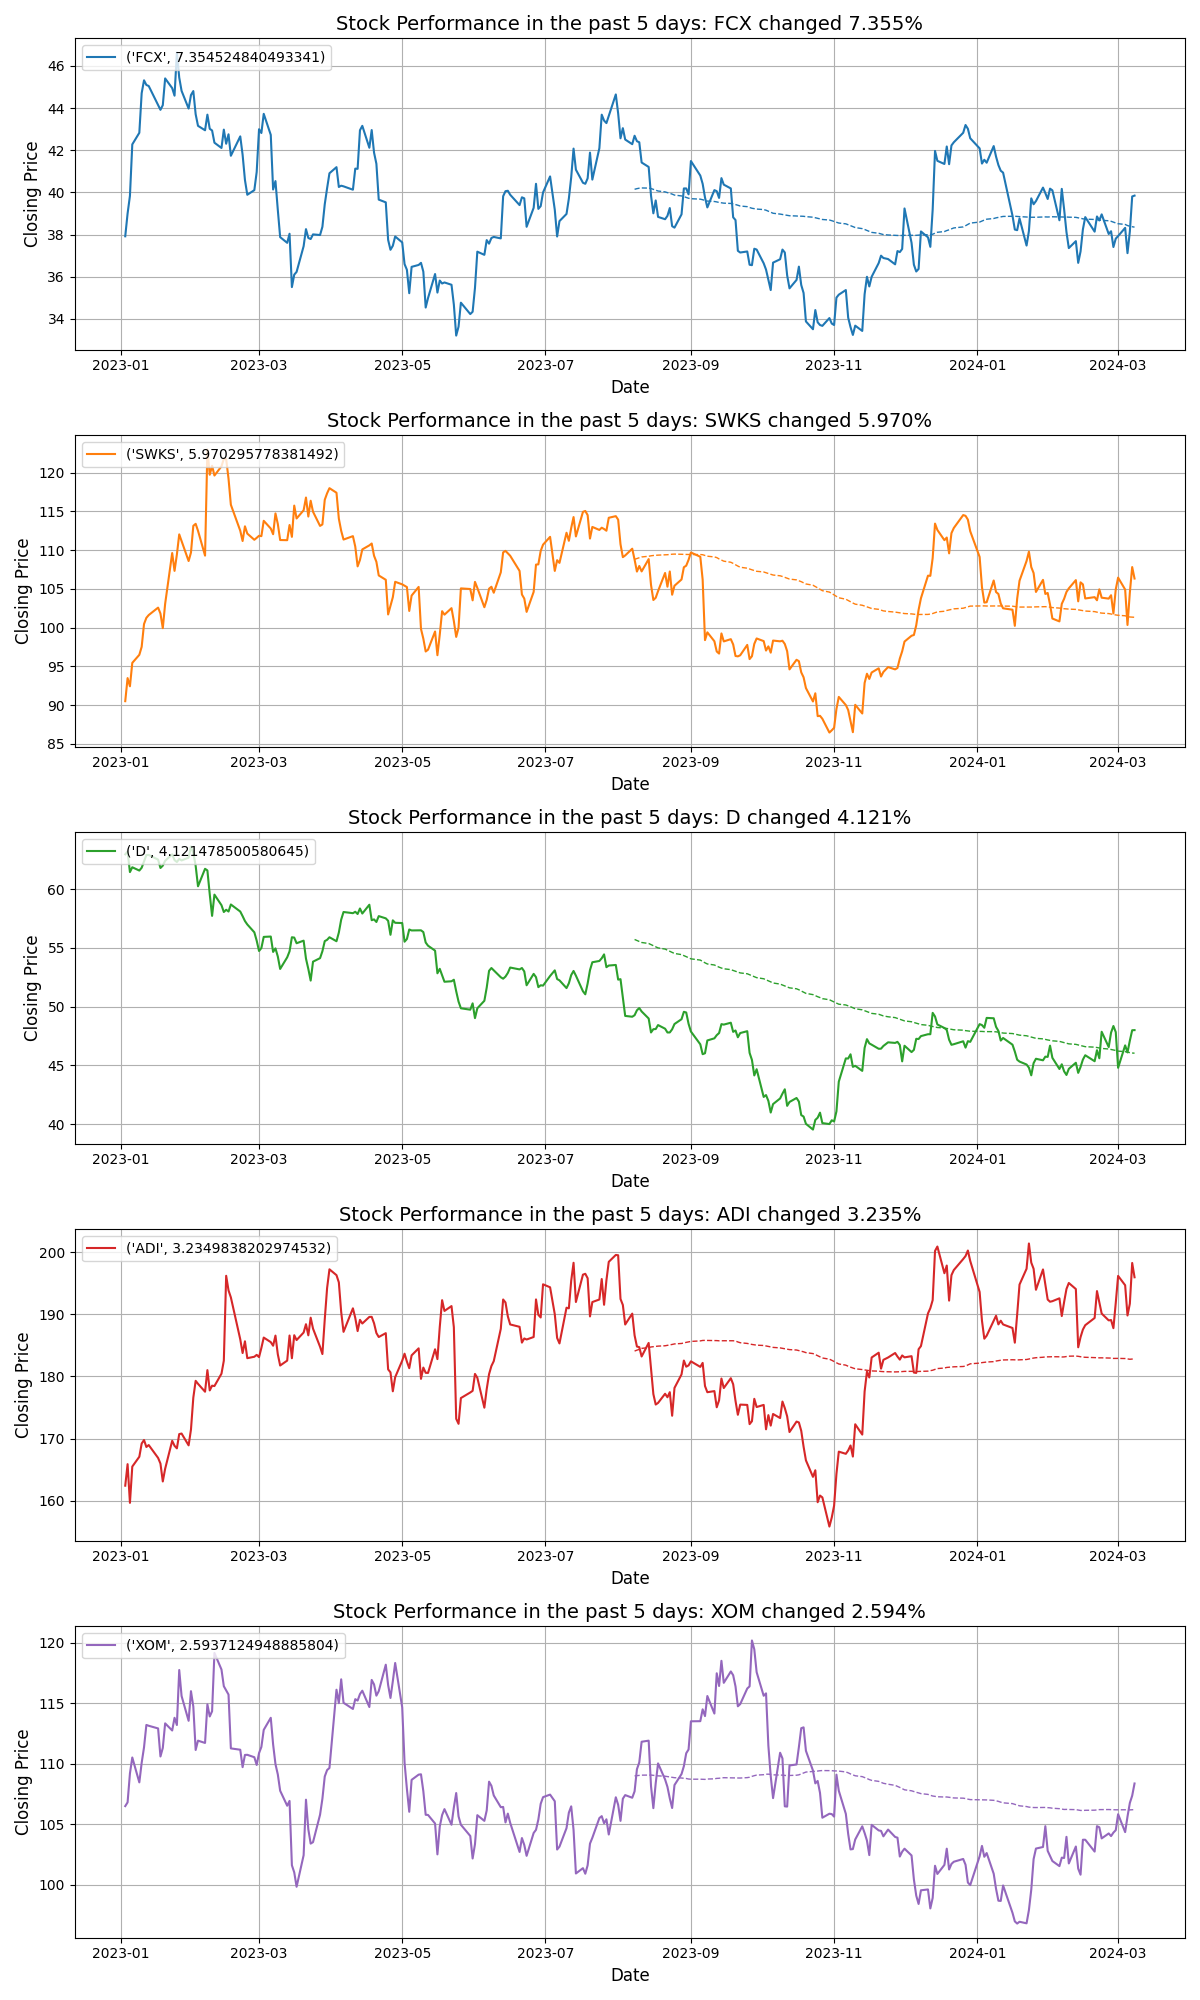 Stock Performance in the past 5 days: FCX changed 7.355%
('FCX', 7.354524840493341)
46
44
42
40
38
36
34
Closing Price
2023-01 2023-03 2023-05 2023-07 2023-09 2023-11 2024-01 2024-03
Date
Stock Performance in the past 5 days: SWKS changed 5.970%
('SWKS', 5.970295778381492)
120
115
110
105
100
95
90
85
Closing Price
2023-01 2023-03 2023-05 2023-07 2023-09 2023-11 2024-01 2024-03
Date
Stock Performance in the past 5 days: D changed 4.121%
('D', 4.121478500580645)
60
55
50
45
40
Closing Price
2023-01 2023-03 2023-05 2023-07 2023-09 2023-11 2024-01 2024-03
Date
Stock Performance in the past 5 days: ADI changed 3.235%
('ADI', 3.2349838202974532)
200
190
180
170
160
Closing Price
2023-01 2023-03 2023-05 2023-07 2023-09 2023-11 2024-01 2024-03
Date
Stock Performance in the past 5 days: XOM changed 2.594%
('XOM', 2.5937124948885804)
120
115
110
105
100
Closing Price
2023-01 2023-03 2023-05 2023-07 2023-09 2023-11 2024-01 2024-03
Date